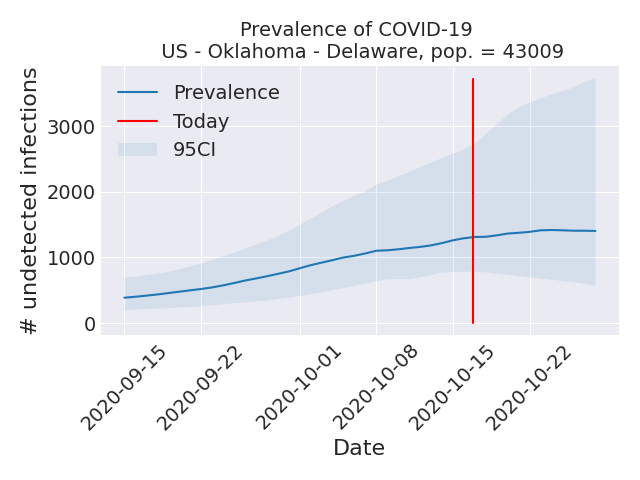 Prevalence of COVID-19
US - Oklahoma - Delaware, pop. = 43009
# undetected infections
3000
2000
1000
0
Prevalence
Today
95CI
2020-09-15
2020-09-22
2020-10-01
2020-10-08
2020-10-15
2020-10-22
Date